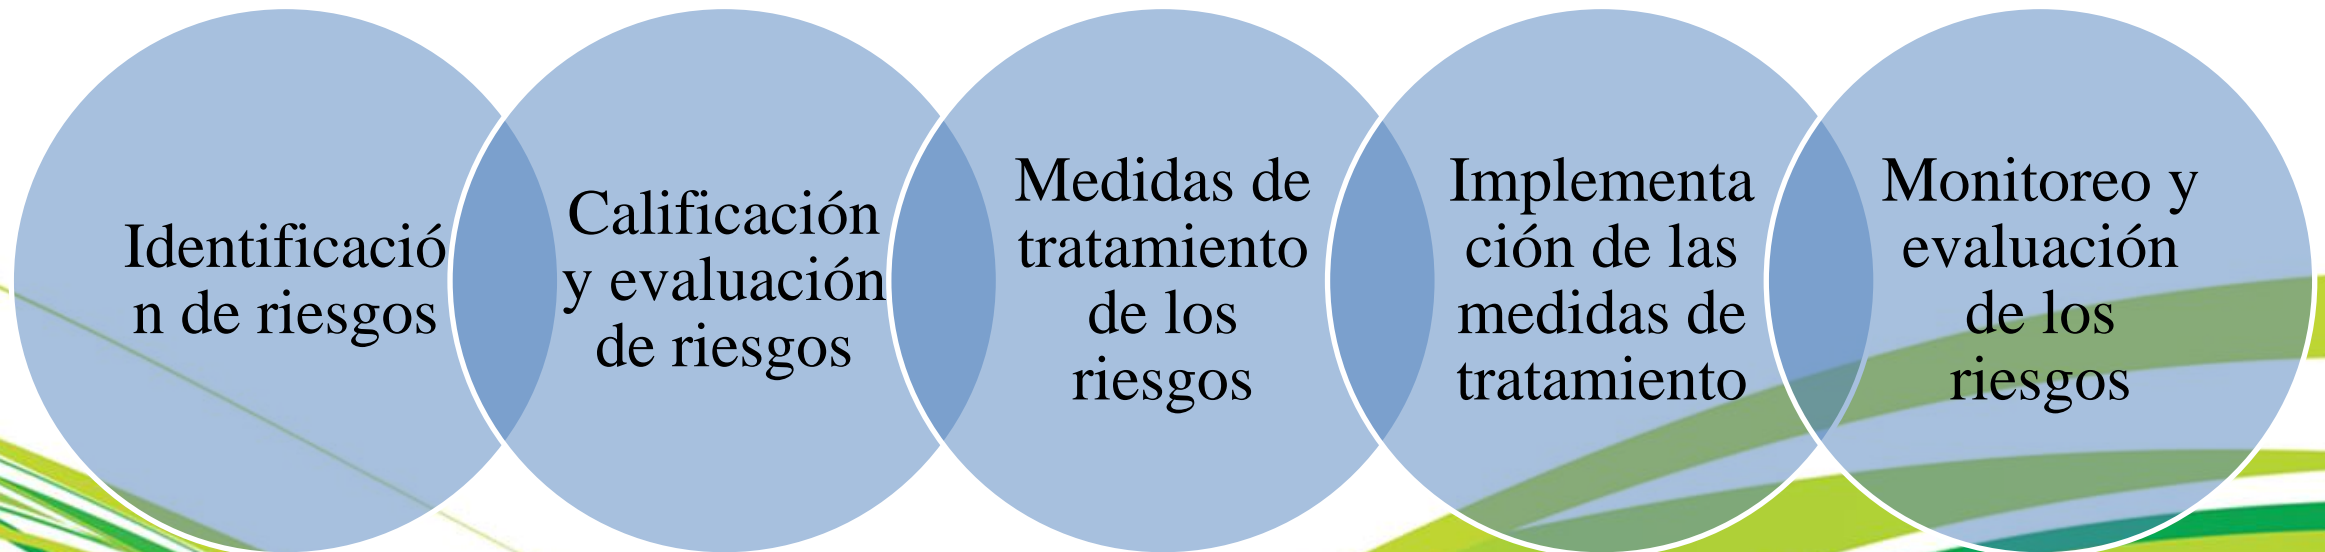 Identificació
n de riesgos
Calificación
y evaluación
de riesgos
Medidas de
tratamiento
de los
riesgos
Implementa
ción de las
medidas de
tratamiento
Monitoreo y
evaluación
de los
riesgos